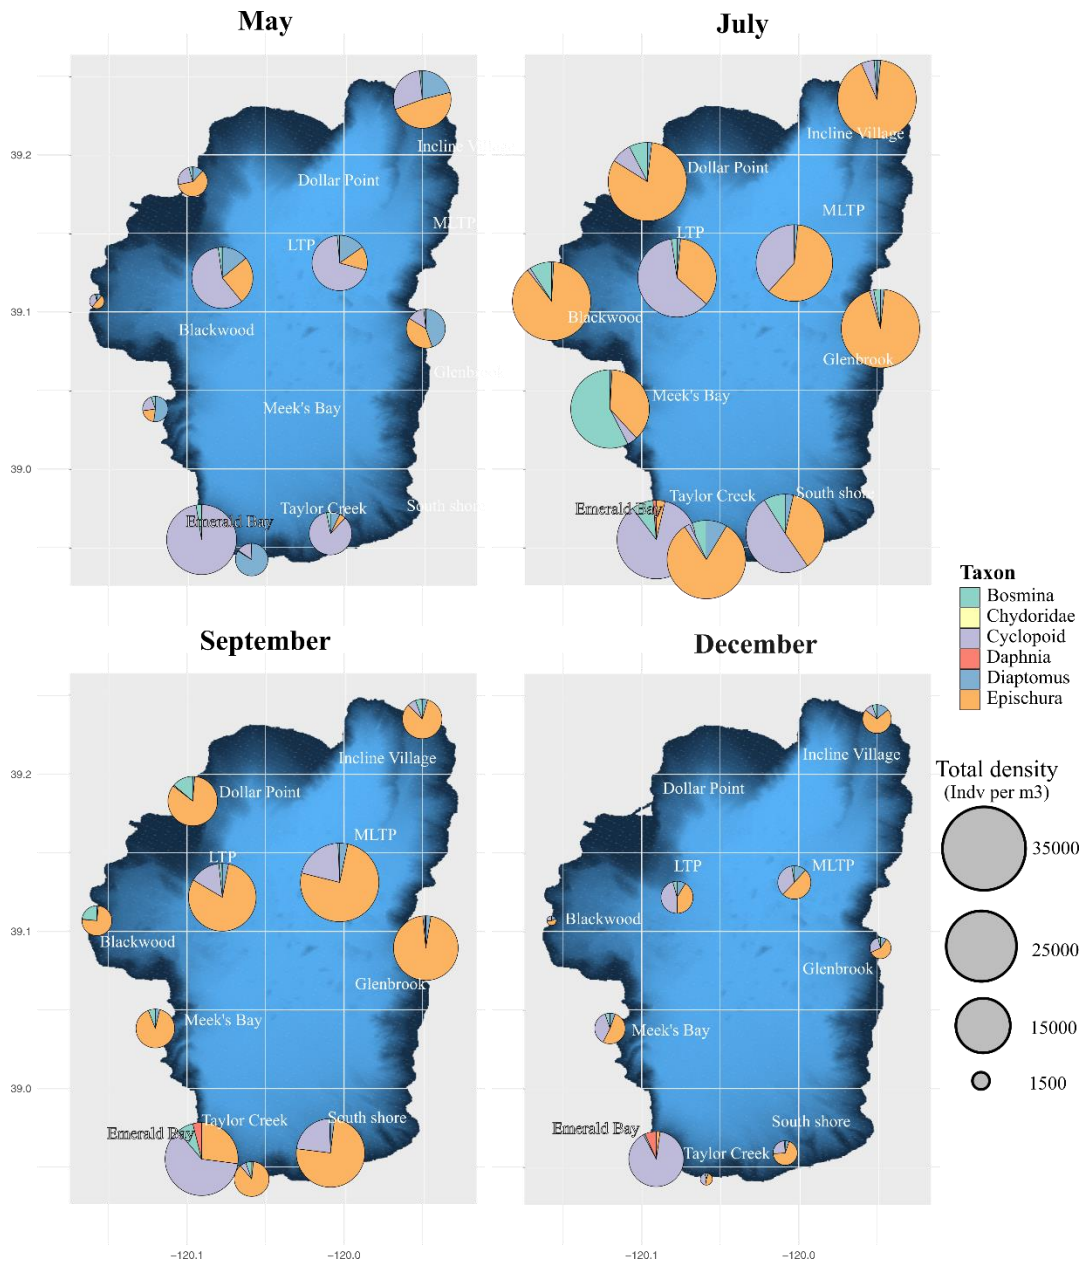 May
July
Incline Village
Dollar Point
MLTP
LTP
Blackwood
Glenbrook
Meek's Bay
South shore
Taylor Creek
Emerald Bay
39.2
39.1
39.0
Incline Village
Dollar Point
MLTP
LTP
Blackwood
Glenbrook
Meek's Bay
South shore
Taylor Creek
Emerald Bay
September
December
Incline Village
Dollar Point
MLTP
LTP
Blackwood
Glenbrook
Meek's Bay
Taylor Creek
South shore
Emerald Bay
39.2
39.1
39.0
−120.1
−120.0
Incline Village
Dollar Point
LTP
MLTP
Blackwood
Glenbrook
Meek's Bay
South shore
Emerald Bay
Taylor Creek
−120.1
−120.0
Taxon
Bosmina
Chydoridae
Cyclopoid
Daphnia
Diaptomus
Epischura
Total density
(Indv per m3)
35000
25000
15000
1500